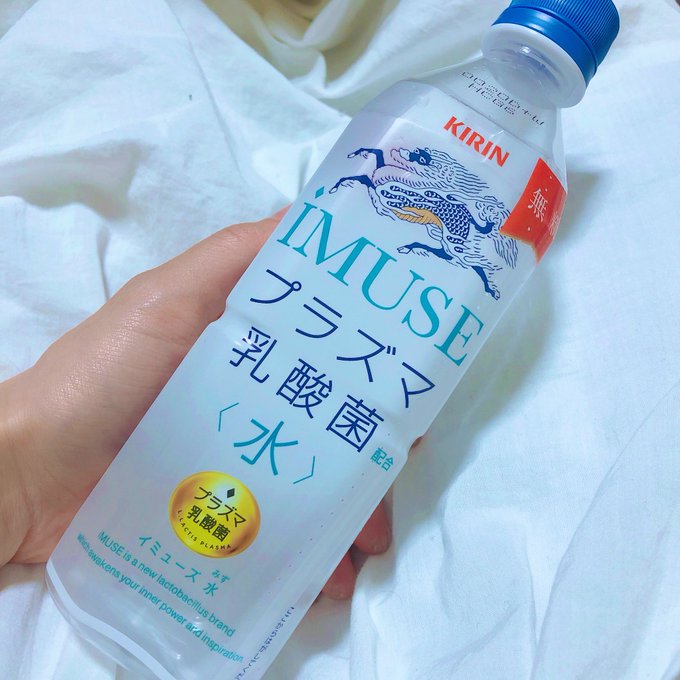 KIRIN
無
iMUSE
プラズマ
乳酸菌
配合
〈水〉
プラズマ
乳酸菌
L.LACTIS PLASMA
イミューズ 水
みず
iMUSE is a new lactobacillus brand
which awakens your inner power and inspiration